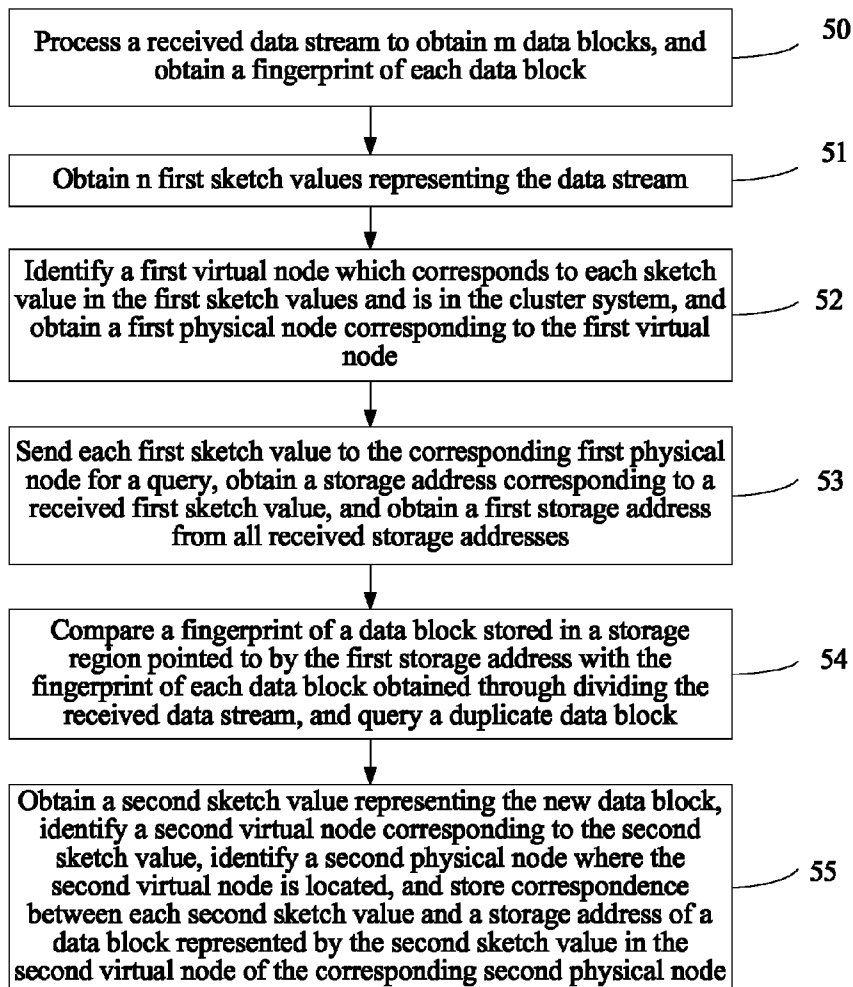 Process a received data stream to obtain m data blocks, and
obtain a fingerprint of each data block
50
Obtain n first sketch values representing the data stream
51
Identify a first virtual node which corresponds to each sketch
value in the first sketch values and is in the cluster system, and
obtain a first physical node corresponding to the first virtual
node
52
Send each first sketch value to the corresponding first physical
node for a query, obtain a storage address corresponding to a
received first sketch value, and obtain a first storage address
from all received storage addresses
53
Compare a fingerprint of a data block stored in a storage
region pointed to by the first storage address with the
fingerprint of each data block obtained through dividing the
received data stream, and query a duplicate data block
54
Obtain a second sketch value representing the new data block,
identify a second virtual node corresponding to the second
sketch value, identify a second physical node where the
second virtual node is located, and store correspondence
between each second sketch value and a storage address of a
data block represented by the second sketch value in the
second virtual node of the corresponding second physical node
55